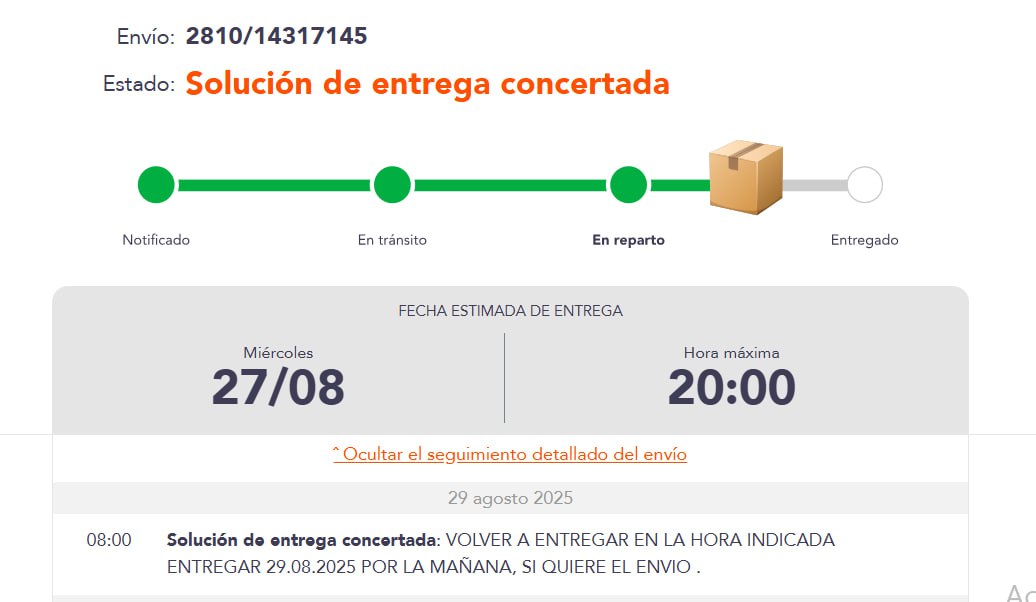 Envío: 2810/14317145
Estado: Solución de entrega concertada
Notificado En tránsito En reparto Entregado
FECHA ESTIMADA DE ENTREGA
Miércoles Hora máxima
27/08 20:00
ˆ Ocultar el seguimiento detallado del envío
29 agosto 2025
08:00 Solución de entrega concertada: VOLVER A ENTREGAR EN LA HORA INDICADA
ENTREGAR 29.08.2025 POR LA MAÑANA, SI QUIERE EL ENVIO .